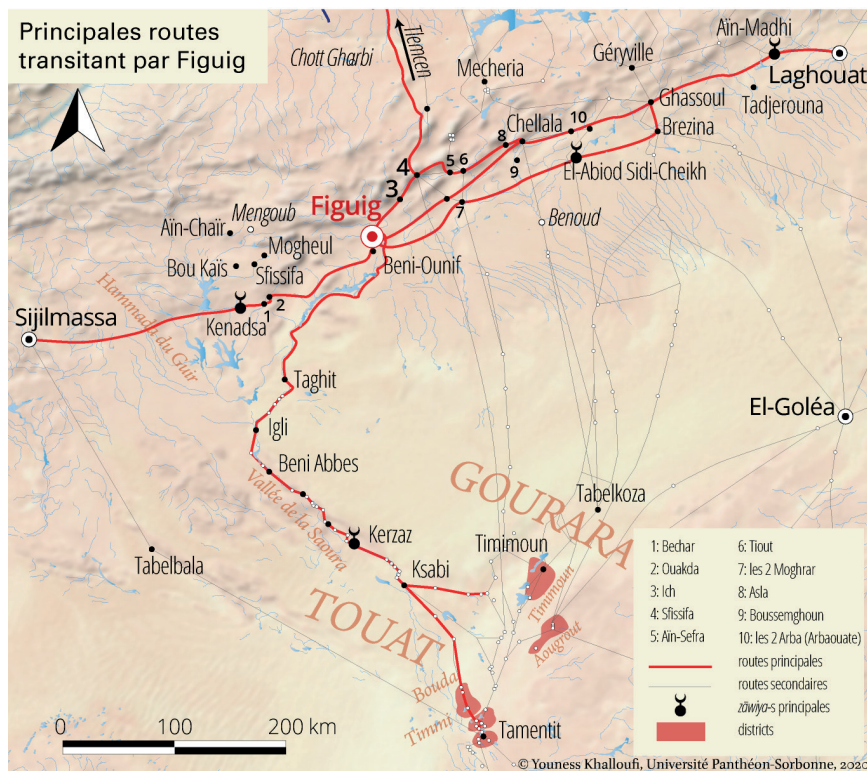 Principales routes
transitant par Figuig
Chott Gharbi
Tlemcen
Mecheria
Géryville
Aïn-Madhi
Laghouat
Tadjerouna
Ghassoul
Brezina
10
Chellala
8
9
El-Abiod Sidi-Cheikh
5
6
4
3
7
Figuig
Benoud
Mengoub
Aïn-Chaïr
Mogheul
Bou Kaïs
Sfissifa
Beni-Ounif
Hammada du Guir
Sijilmassa
Kenadsa
1
2
Taghit
Igli
El-Goléa
Beni Abbes
Vallée de la Saoura
GOURARA
Tabelkoza
Kerzaz
Timimoun
Timimoun
Tabelbala
Ksabi
TOUAT
Aougrout
Bouda
Timmi
Tamentit
1: Bechar
2: Ouakda
3: Ich
4: Sfissifa
5: Aïn-Sefra
6: Tiout
7: les 2 Moghrar
8: Asla
9: Boussemghoun
10: les 2 Arba (Arbaouate)
routes principales
routes secondaires
zāwiya-s principales
districts
0 100 200 km
© Youness Khalloufi, Université Panthéon-Sorbonne, 2020